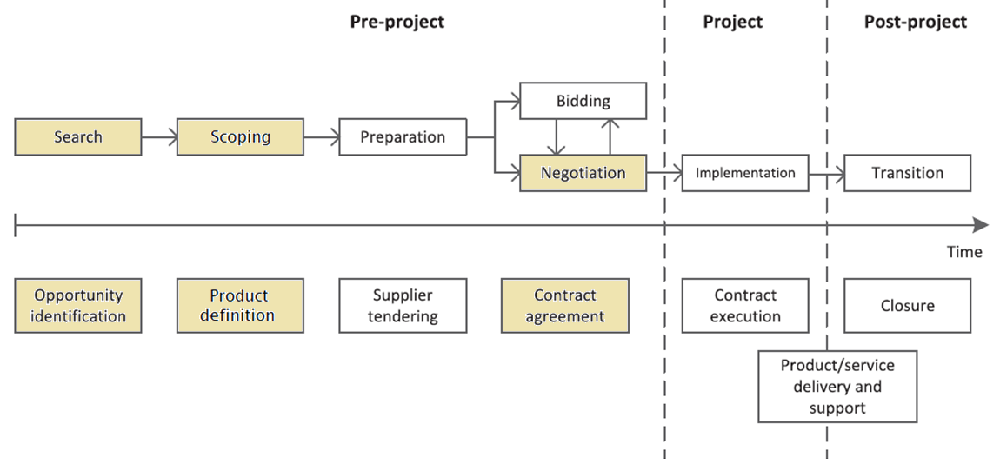 Pre-project
Project
Post-project
Bidding
Search
Scoping
Preparation
Negotiation
Implementation
Transition
Time
Opportunity
identification
Product
definition
Supplier
tendering
Contract
agreement
Contract
execution
Closure
Product/service
delivery and
support